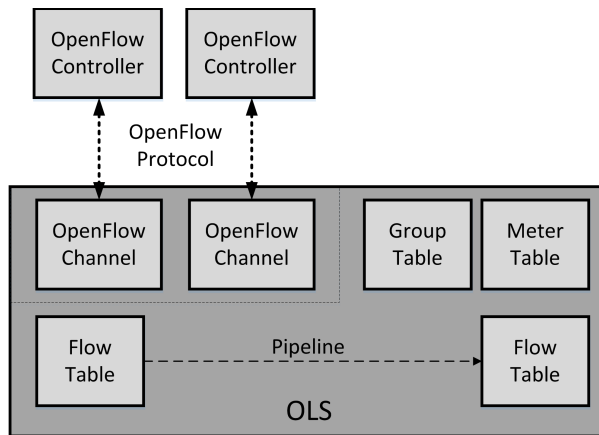 OpenFlow
Controller
OpenFlow
Controller
OpenFlow
Protocol
OpenFlow
Channel
OpenFlow
Channel
Group
Table
Meter
Table
Flow
Table
Pipeline
Flow
Table
OLS